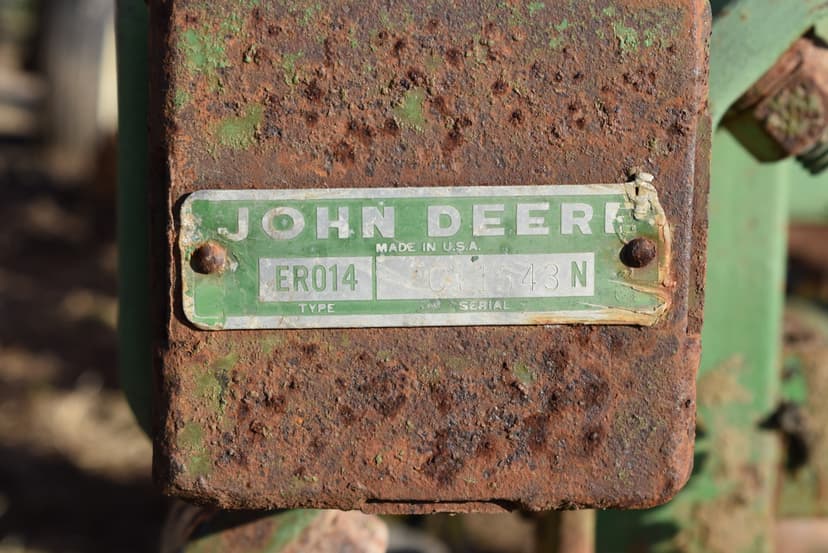 JOHN DEERE
MADE IN U.S.A.
ER014 N
TYPE SERIAL